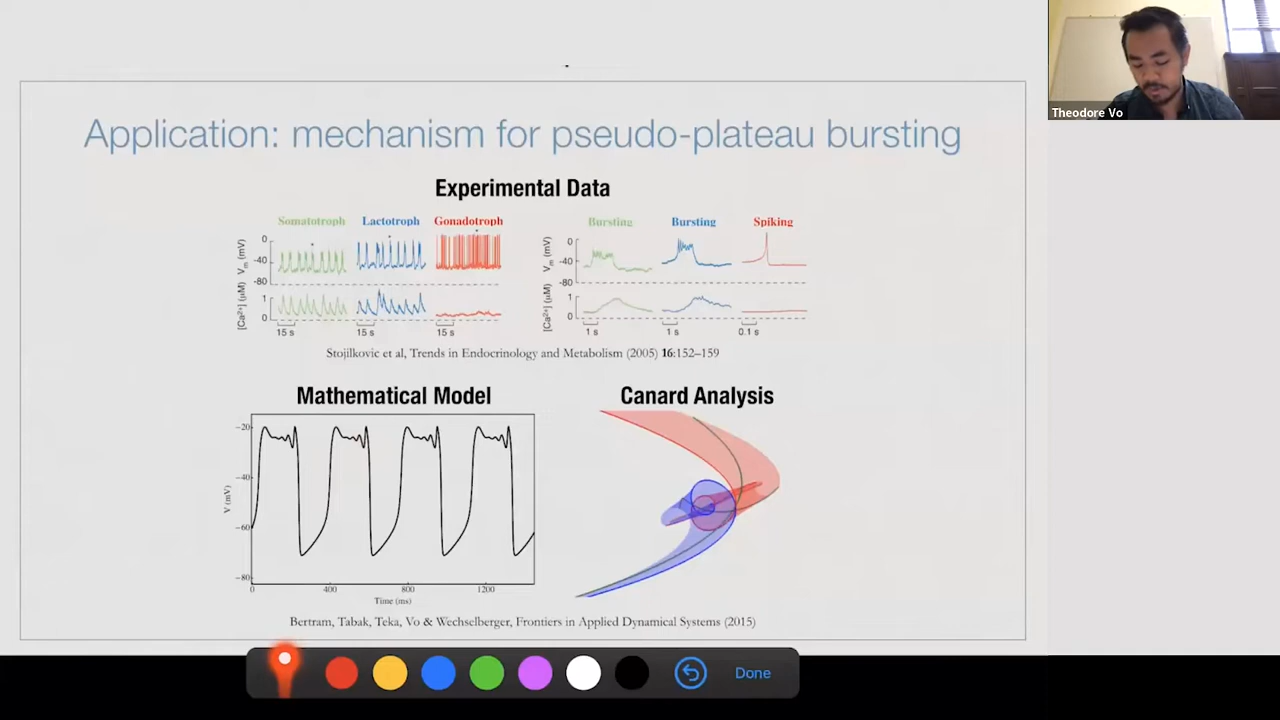 Theodore Vo
Application: mechanism for pseudo-plateau bursting
Experimental Data
Somatotroph Lactotroph Gonadotroph
Bursting Bursting Spiking
Vm (mV)
0
-40
-80
[Ca2+] (μM)
1
0
15 s 15 s 15 s
Vm (mV)
0
-40
-80
[Ca2+] (μM)
1
0
1 s 1 s 0.1 s
Stojilkovic et al, Trends in Endocrinology and Metabolism (2005) 16:152–159
Mathematical Model
Canard Analysis
V (mV)
−20
−40
−60
−80
0 400 800 1200
Time (ms)
Bertram, Tabak, Teka, Vo & Wechselberger, Frontiers in Applied Dynamical Systems (2015)
Done